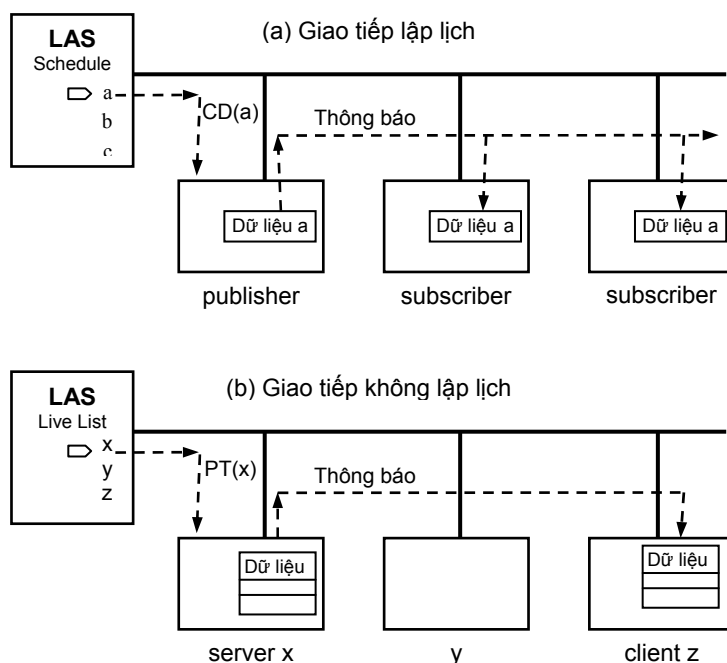 (a) Giao tiếp lập lịch
LAS
Schedule
a
b
c
CD(a)
Thông báo
Dữ liệu a
Dữ liệu a
Dữ liệu a
publisher
subscriber
subscriber
(b) Giao tiếp không lập lịch
LAS
Live List
x
y
z
PT(x)
Thông báo
Dữ liệu
Dữ liệu
server x
y
client z